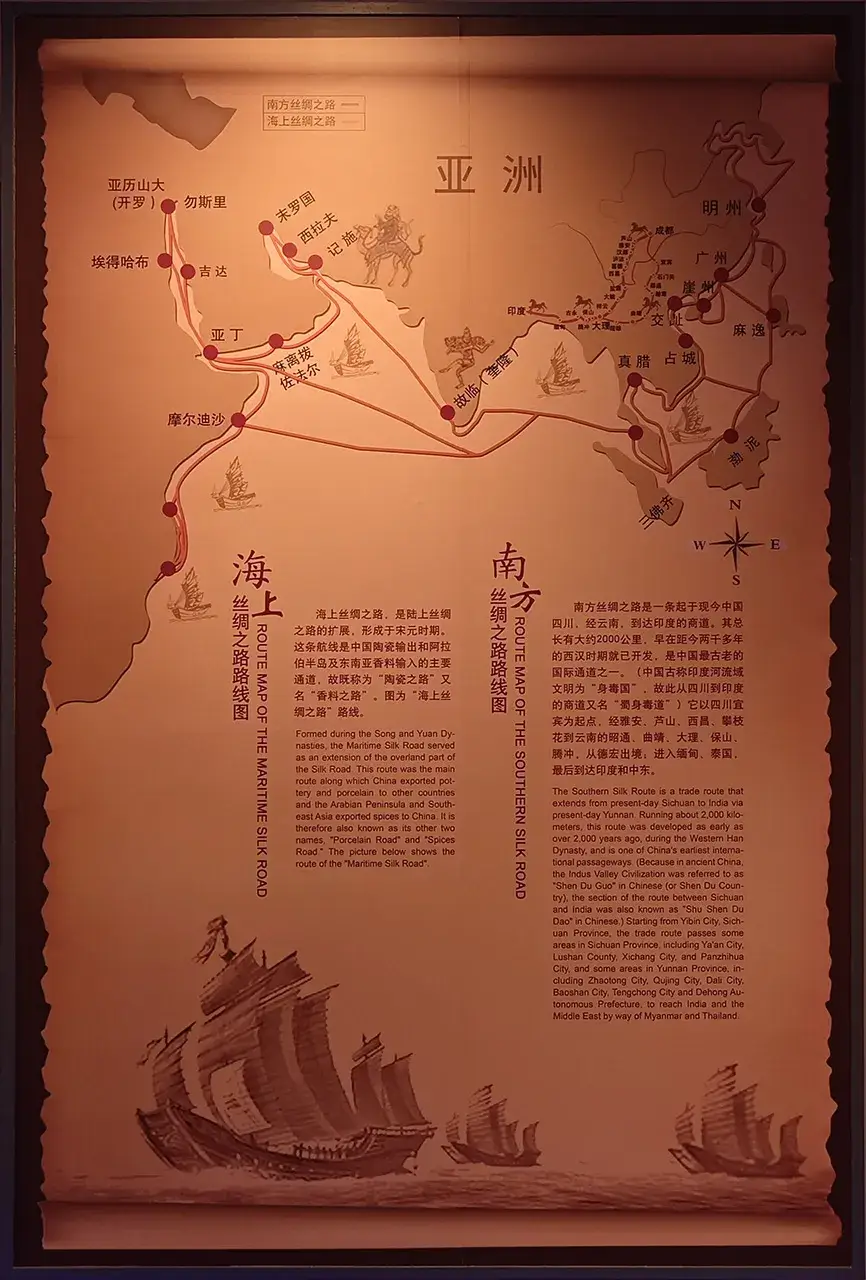 南方丝绸之路
海上丝绸之路
亚洲
亚历山大
(开罗)
勿斯里
末罗国
西拉夫
记施
埃得哈布
吉达
亚丁
麻离拨
佐法尔
摩尔迪沙
故临(奎隆)
印度
成都
大理
明州
广州
崖州
交趾
麻逸
占城
真腊
渤泥
三佛齐
N
W
E
S
海上
丝绸之路路线图
ROUTE MAP OF THE MARITIME SILK ROAD
海上丝绸之路，是陆上丝绸
之路的扩展，形成于宋元时期。
这条航线是中国陶瓷输出和阿拉
伯半岛及东南亚香料输入的主要
通道，故既称为“陶瓷之路”又
名“香料之路”。图为“海上丝
绸之路”路线。
Formed during the Song and Yuan Dy-
nasties, the Maritime Silk Road served
as an extension of the overland part of
the Silk Road. This route was the main
route along which China exported pot-
tery and porcelain to other countries
and the Arabian Peninsula and South-
east Asia exported spices to China. It is
therefore also known as its other two
names, "Porcelain Road" and "Spices
Road." The picture below shows the
route of the "Maritime Silk Road".
南方
丝绸之路路线图
ROUTE MAP OF THE SOUTHERN SILK ROAD
南方丝绸之路是一条起于现今中国
四川，经云南，到达印度的商道。其总
长有大约2000公里，早在距今两千多年
的西汉时期就已开发，是中国最古老的
国际通道之一。（中国古称印度河流域
文明为“身毒国”，故此从四川到印度
的商道又名“蜀身毒道”）它以四川宜
宾为起点，经雅安、芦山、西昌、攀枝
花到云南的昭通、曲靖、大理、保山、
腾冲，从德宏出境；进入缅甸、泰国，
最后到达印度和中东。
The Southern Silk Route is a trade route that
extends from present-day Sichuan to India via
present-day Yunnan. Running about 2,000 kilo-
meters, this route was developed as early as
over 2,000 years ago, during the Western Han
Dynasty, and is one of China's earliest interna-
tional passageways. (Because in ancient China,
the Indus Valley Civilization was referred to as
"Shen Du Guo" in Chinese (or Shen Du Coun-
try), the section of the route between Sichuan
and India was also known as "Shu Shen Du
Dao" in Chinese.) Starting from Yibin City, Sich-
uan Province, the trade route passes some
areas in Sichuan Province, including Ya'an City,
Lushan County, Xichang City, and Panzhihua
City, and some areas in Yunnan Province, in-
cluding Zhaotong City, Qujing City, Dali City,
Baoshan City, Tengchong City and Dehong Au-
tonomous Prefecture, to reach India and the
Middle East by way of Myanmar and Thailand.